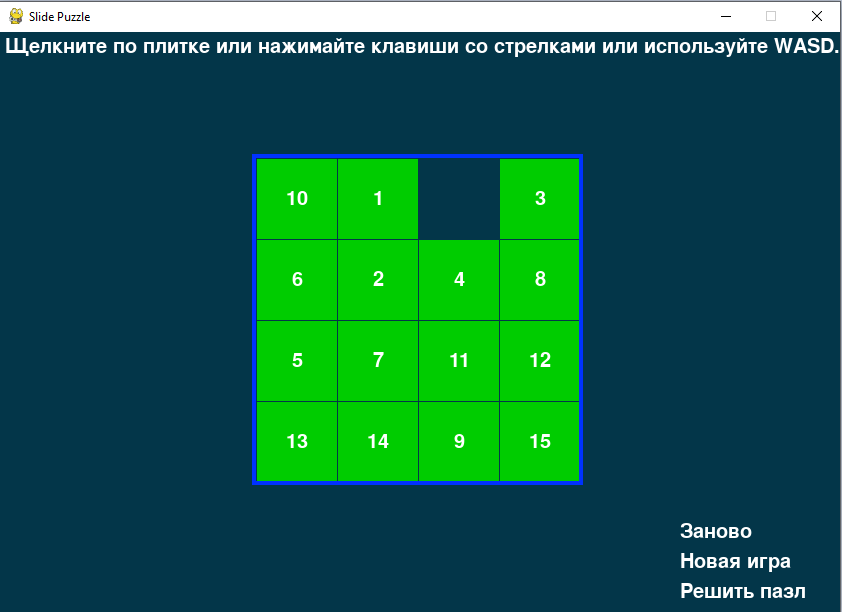 Slide Puzzle
Щелкните по плитке или нажимайте клавиши со стрелками или используйте WASD.
10 1 3
6 2 4 8
5 7 11 12
13 14 9 15
Заново
Новая игра
Решить пазл